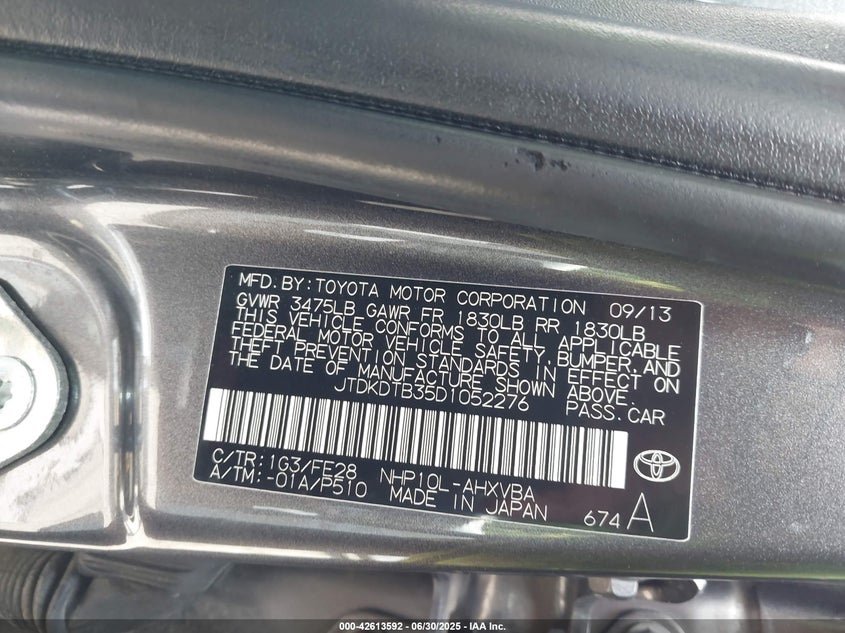 MFD. BY: TOYOTA MOTOR CORPORATION 09/13
GVWR 3475LB GAWR FR 1830LB RR 1830LB
THIS VEHICLE CONFORMS TO ALL APPLICABLE
FEDERAL MOTOR VEHICLE SAFETY, BUMPER, AND
THEFT PREVENTION STANDARDS IN EFFECT ON
THE DATE OF MANUFACTURE SHOWN ABOVE.
JTDKDTB35D1052276 PASS. CAR
C/TR: 1G3/FE28 NHP10L-AHXVBA
A/TM: -01A/P510 MADE IN JAPAN 674 A
000-42613592 - 06/30/2025 - IAA Inc.